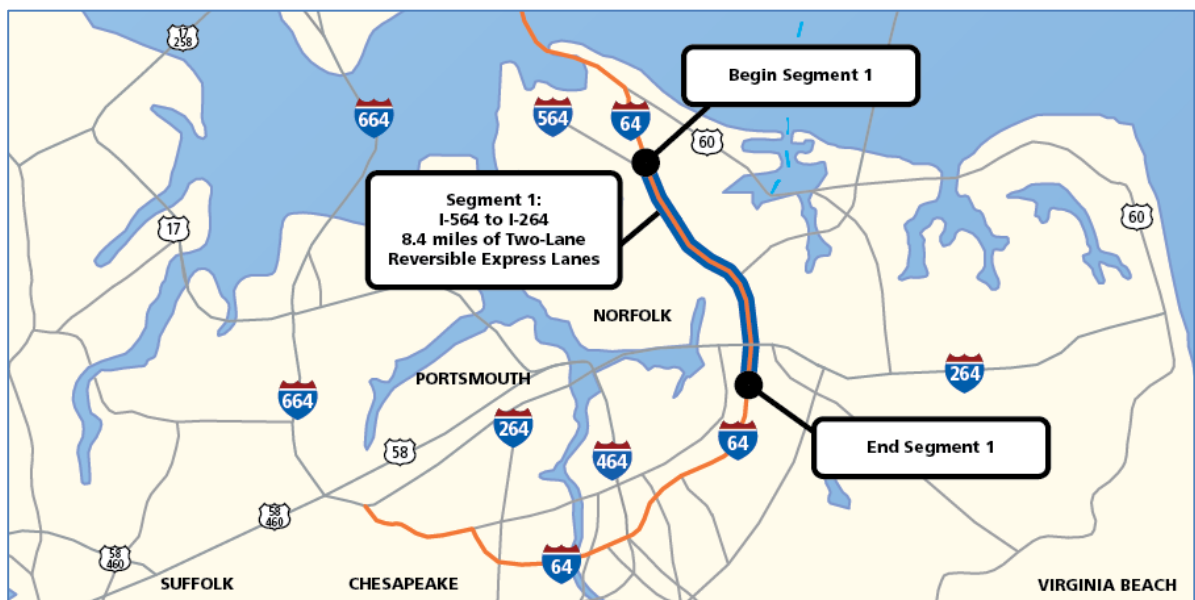 17
258
664
564
64
60
Begin Segment 1
Segment 1:
I-564 to I-264
8.4 miles of Two-Lane
Reversible Express Lanes
17
60
NORFOLK
PORTSMOUTH
664
264
264
58
464
64
End Segment 1
58
460
58
460
64
SUFFOLK
CHESAPEAKE
VIRGINIA BEACH